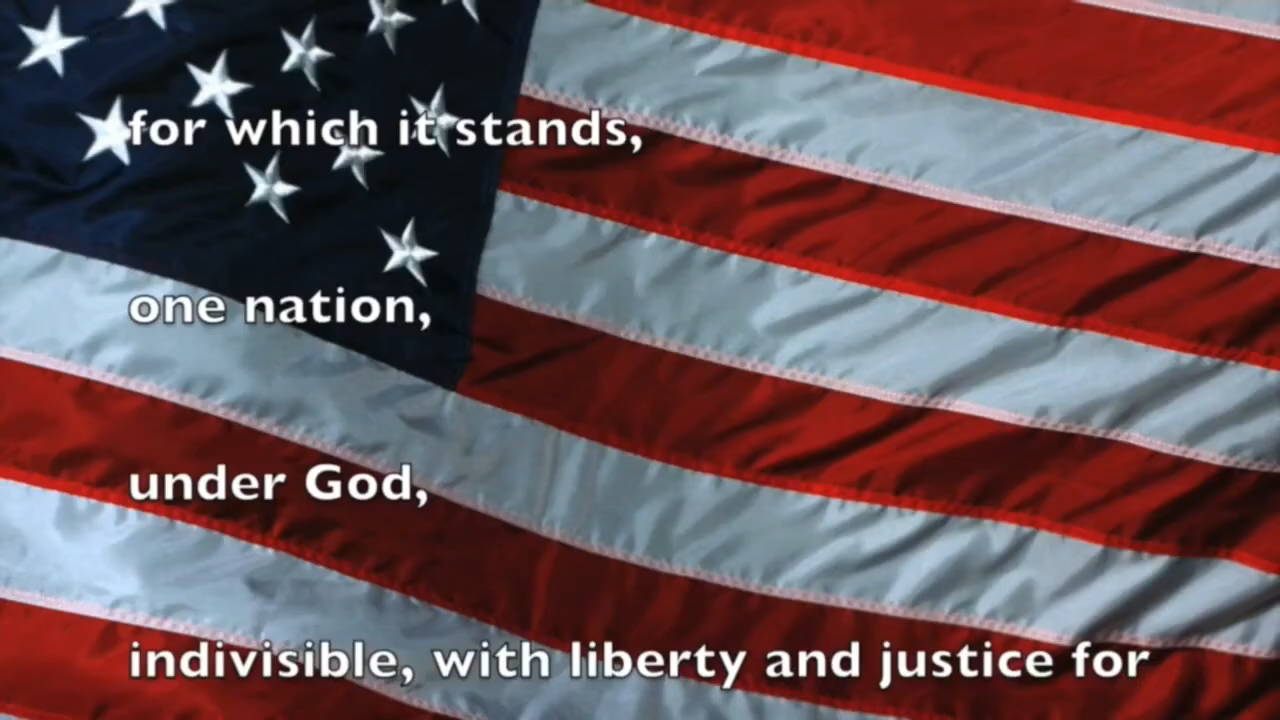 for which it stands,
one nation,
under God,
indivisible, with liberty and justice for